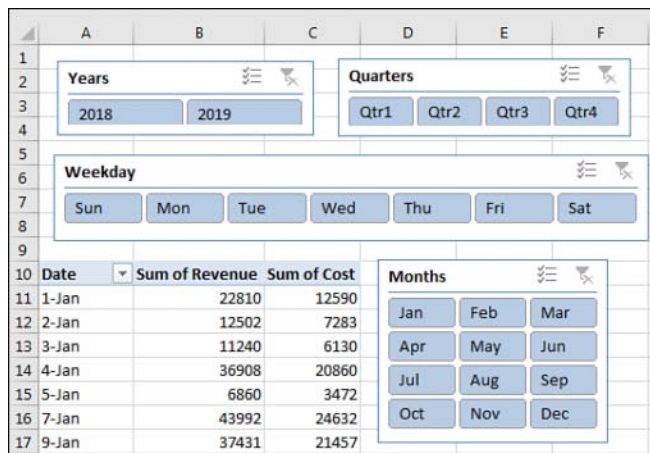 A B C D E F
1
2 Years Quarters
3 2018 2019 Qtr1 Qtr2 Qtr3 Qtr4
4
5
6 Weekday
7 Sun Mon Tue Wed Thu Fri Sat
8
9
10 Date Sum of Revenue Sum of Cost Months
11 1-Jan 22810 12590 Jan Feb Mar
12 2-Jan 12502 7283
13 3-Jan 11240 6130 Apr May Jun
14 4-Jan 36908 20860 Jul Aug Sep
15 5-Jan 6860 3472
16 7-Jan 43992 24632 Oct Nov Dec
17 9-Jan 37431 21457